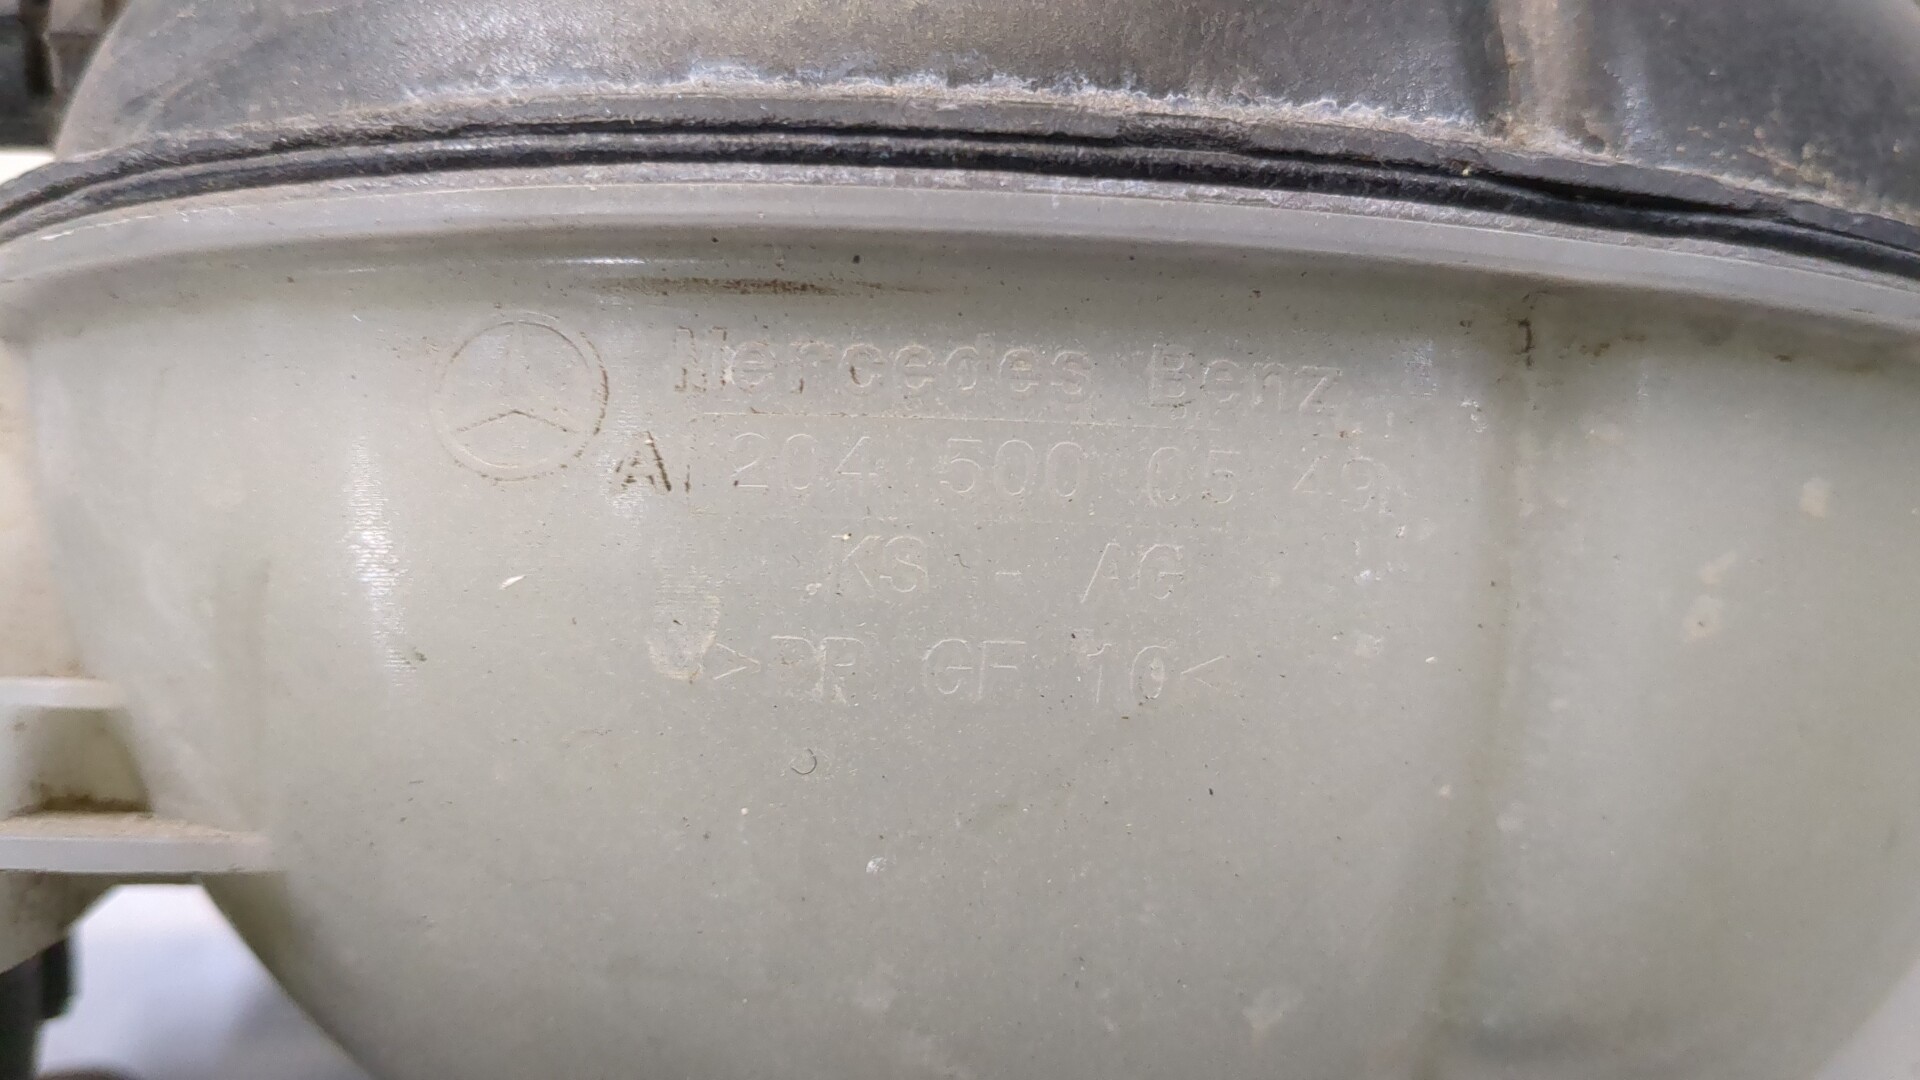 Mercedes Benz
A 204 500 05 49
KS - AG
>PP GF 10<